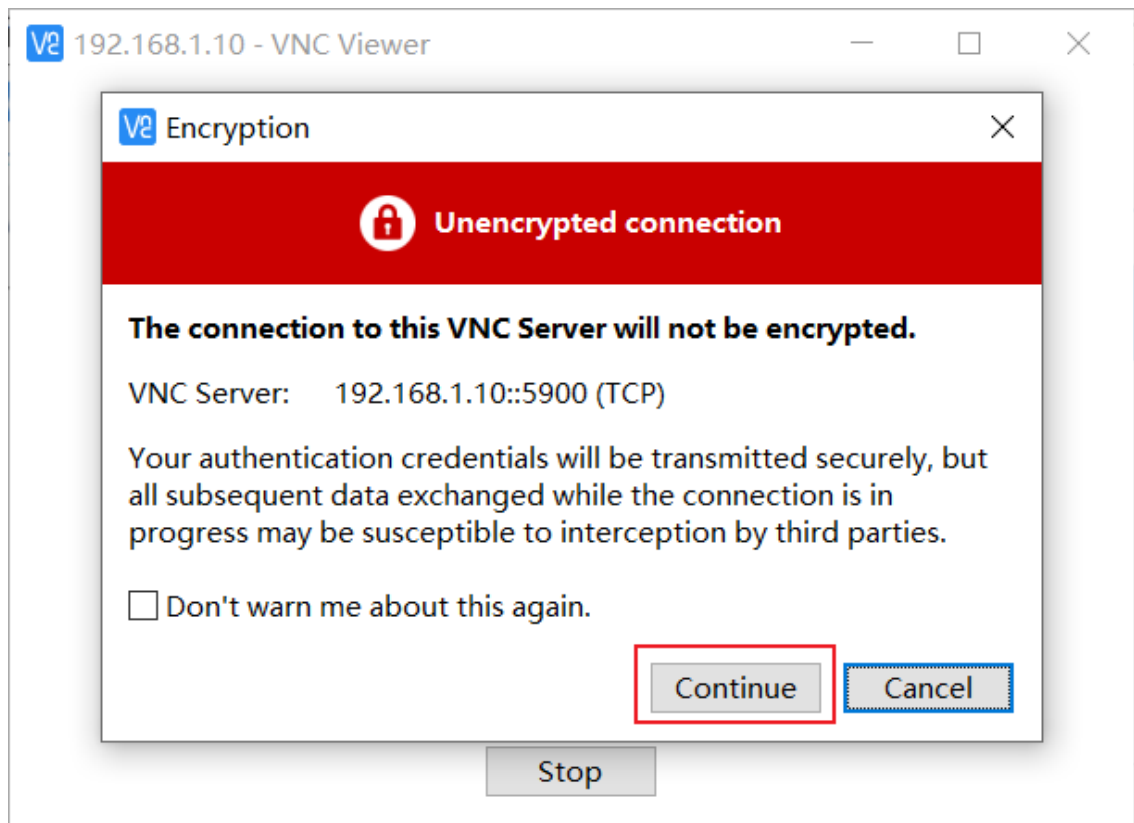 V2 192.168.1.10 - VNC Viewer
V2 Encryption
Unencrypted connection
The connection to this VNC Server will not be encrypted.
VNC Server: 192.168.1.10::5900 (TCP)
Your authentication credentials will be transmitted securely, but
all subsequent data exchanged while the connection is in
progress may be susceptible to interception by third parties.
Don't warn me about this again.
Continue Cancel
Stop